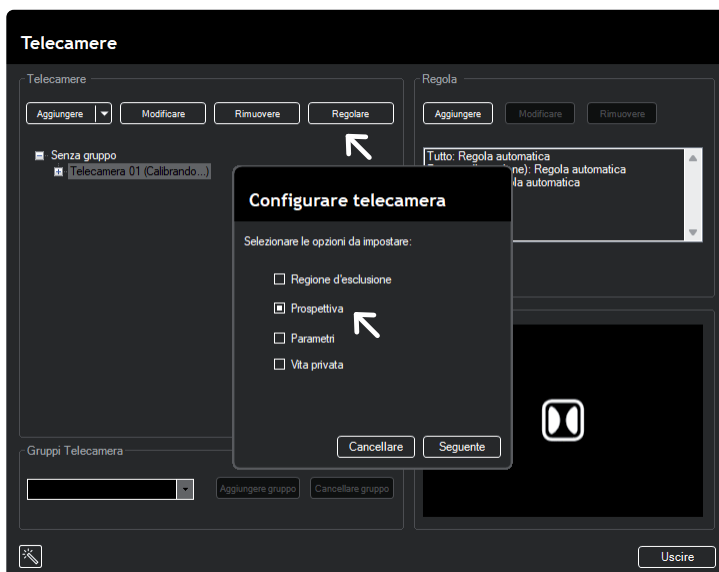 Telecamere
Telecamere
Aggiungere
Modificare
Rimuovere
Regolare
Senza gruppo
Telecamera 01 (Calibrando...)
Gruppi Telecamera
Aggiungere gruppo
Cancellare gruppo
Regola
Aggiungere
Modificare
Rimuovere
Tutto: Regola automatica
ne): Regola automatica
la automatica
Configurare telecamera
Selezionare le opzioni da impostare:
Regione d'esclusione
Prospettiva
Parametri
Vita privata
Cancellare
Seguente
Uscire